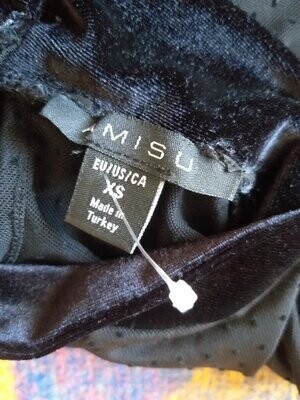 AMISU
EU/US/CA
XS
Made in
Turkey